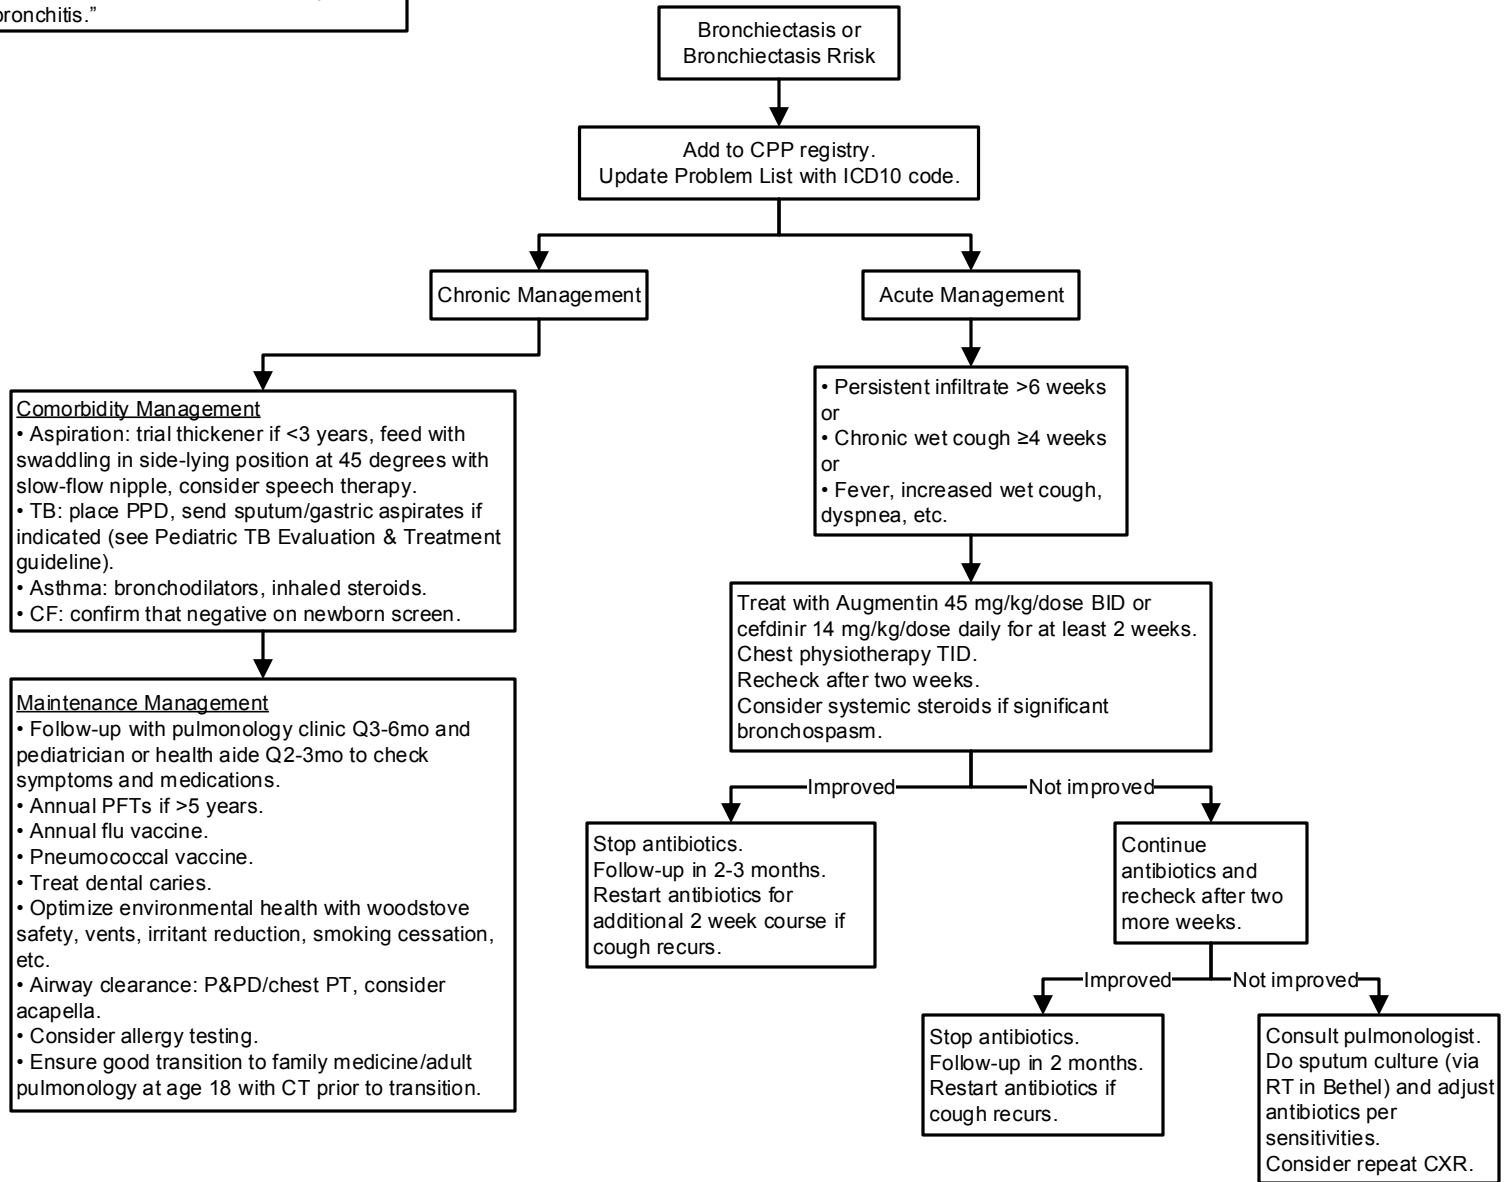 bronchitis.”
Bronchiectasis or
Bronchiectasis Rrisk
Add to CPP registry.
Update Problem List with ICD10 code.
Chronic Management
Acute Management
Comorbidity Management
• Aspiration: trial thickener if <3 years, feed with
swaddling in side-lying position at 45 degrees with
slow-flow nipple, consider speech therapy.
• TB: place PPD, send sputum/gastric aspirates if
indicated (see Pediatric TB Evaluation & Treatment
guideline).
• Asthma: bronchodilators, inhaled steroids.
• CF: confirm that negative on newborn screen.
Maintenance Management
• Follow-up with pulmonology clinic Q3-6mo and
pediatrician or health aide Q2-3mo to check
symptoms and medications.
• Annual PFTs if >5 years.
• Annual flu vaccine.
• Pneumococcal vaccine.
• Treat dental caries.
• Optimize environmental health with woodstove
safety, vents, irritant reduction, smoking cessation,
etc.
• Airway clearance: P&PD/chest PT, consider
acapella.
• Consider allergy testing.
• Ensure good transition to family medicine/adult
pulmonology at age 18 with CT prior to transition.
• Persistent infiltrate >6 weeks
or
• Chronic wet cough ≥4 weeks
or
• Fever, increased wet cough,
dyspnea, etc.
Treat with Augmentin 45 mg/kg/dose BID or
cefdinir 14 mg/kg/dose daily for at least 2 weeks.
Chest physiotherapy TID.
Recheck after two weeks.
Consider systemic steroids if significant
bronchospasm.
Improved
Not improved
Stop antibiotics.
Follow-up in 2-3 months.
Restart antibiotics for
additional 2 week course if
cough recurs.
Continue
antibiotics and
recheck after two
more weeks.
Improved
Not improved
Stop antibiotics.
Follow-up in 2 months.
Restart antibiotics if
cough recurs.
Consult pulmonologist.
Do sputum culture (via
RT in Bethel) and adjust
antibiotics per
sensitivities.
Consider repeat CXR.